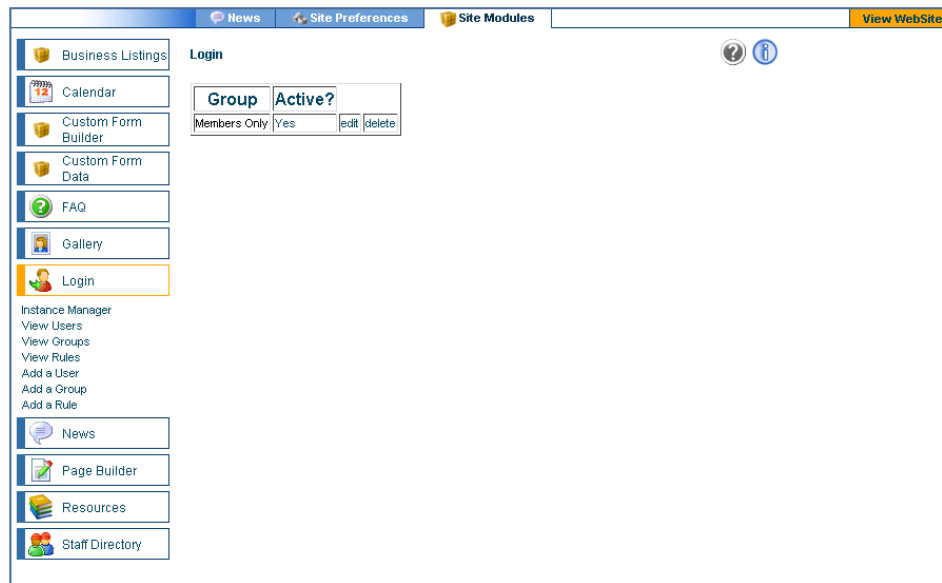 News
Site Preferences
Site Modules
View WebSite
Business Listings
Calendar
12
Custom Form
Builder
Custom Form
Data
FAQ
Gallery
Login
Instance Manager
View Users
View Groups
View Rules
Add a User
Add a Group
Add a Rule
News
Page Builder
Resources
Staff Directory
Login
Group Active?
Members Only Yes edit delete